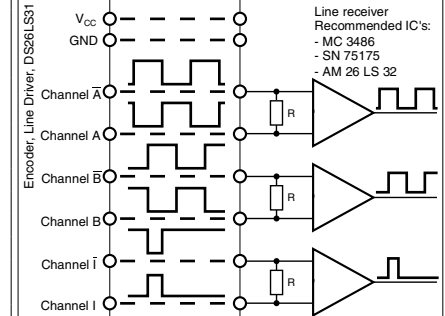 Encoder, Line Driver, DS26LS31
V_CC
GND
Channel A̅
Channel A
Channel B̅
Channel B
Channel I̅
Channel I
Line receiver
Recommended IC's:
- MC 3486
- SN 75175
- AM 26 LS 32
R
R
R